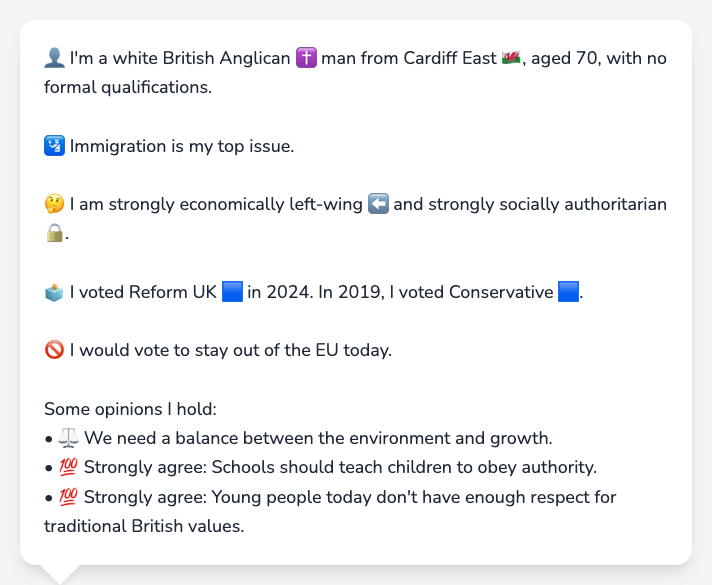 👤 I'm a white British Anglican ✝️ man from Cardiff East 🏴󠁧󠁢󠁷󠁬󠁳󠁿, aged 70, with no
formal qualifications.
🛂 Immigration is my top issue.
🤔 I am strongly economically left-wing ⬅️ and strongly socially authoritarian
🔒.
🗳️ I voted Reform UK 🟦 in 2024. In 2019, I voted Conservative 🟦.
🚫 I would vote to stay out of the EU today.
Some opinions I hold:
• ⚖️ We need a balance between the environment and growth.
• 💯 Strongly agree: Schools should teach children to obey authority.
• 💯 Strongly agree: Young people today don't have enough respect for
traditional British values.